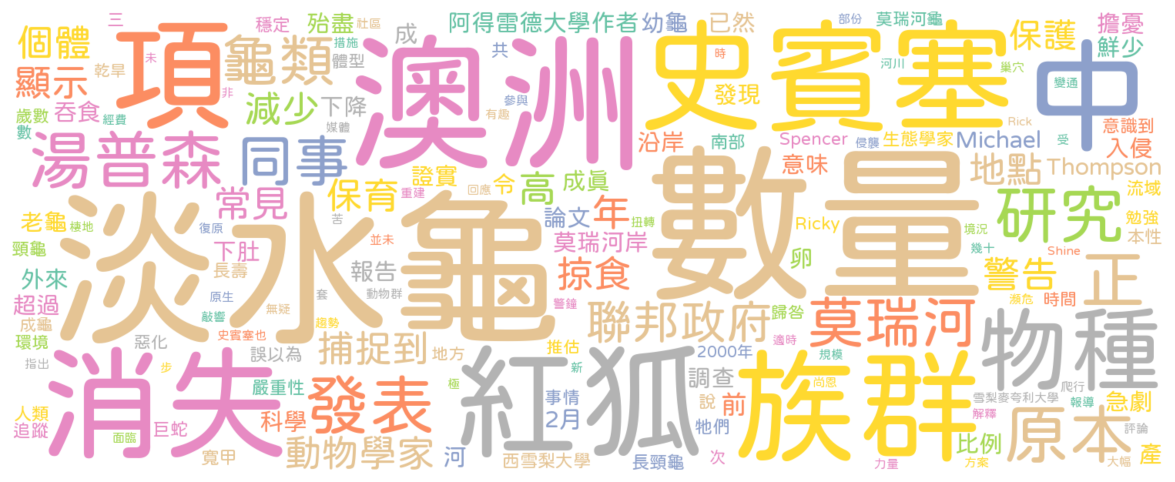 三
穩定
殆盡
社區
阿得雷德大學作者
幼龜
已然
部份
莫瑞河龜
擔憂
個體
項
龜類
措施
成
共
澳洲
史賓塞
時
河川
保護
鮮少
未
體型
巢穴
中
顯示
乾旱
非
減少
下降
參與
發現
變通
歲數
吞食
經費
媒體
有趣
Rick
數
沿岸
南部
Spencer
侵襲
生態學家
Michael
受
意識到
入侵
湯普森
同事
意味
地點
Thompson
證實
高
成真
數量
常見
保育
重建
回應
令
流域
老龜
棲地
淡水龜
苦
論文
年
扭轉
Ricky
境況
研究
勉強
本性
復原
頸龜
下肚
並未
莫瑞河岸
卵
幾十
Shine
外來
長壽
報告
掠食
警告
正
超過
原生
套
動物群
警鐘
瀕危
時間
成龜
敲響
無疑
聯邦政府
歸咎
莫瑞河
物種
環境
惡化
史賓塞也
趨勢
捕捉到
地方
推估
2000年
適時
指出
誤以為
消失
步
紅狐
新
規模
族群
嚴重性
發表
極
事情
調查
尚恩
爬行
雪梨麥夸利大學
報導
急劇
人類
科學
2月
說
前
解釋
原本
追蹤
面臨
巨蛇
動物學家
河
牠們
比例
評論
產
寬甲
西雪梨大學
長頸龜
次
力量
方案
大幅